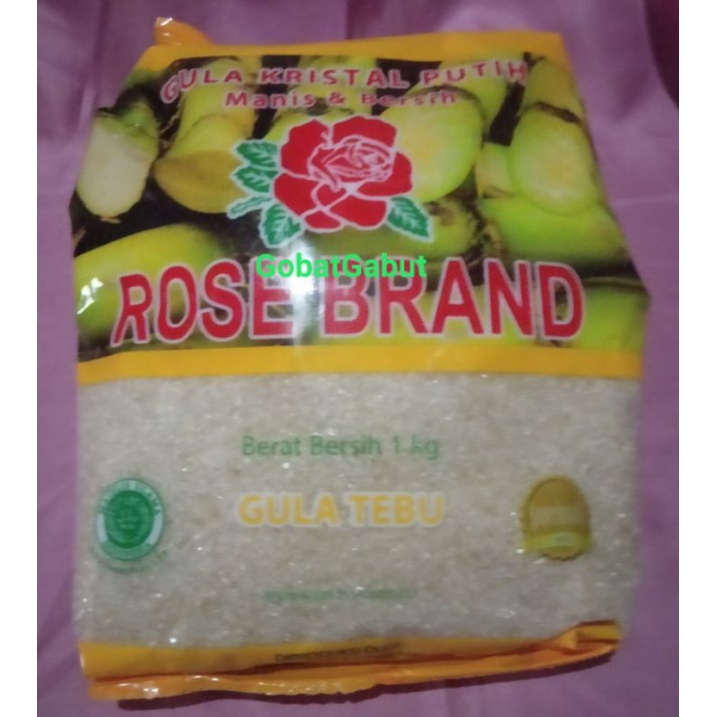 GULA KRISTAL PUTIH
Manis & Bersih
GobatGabut
ROSE BRAND
Berat Bersih 1 kg
GULA TEBU